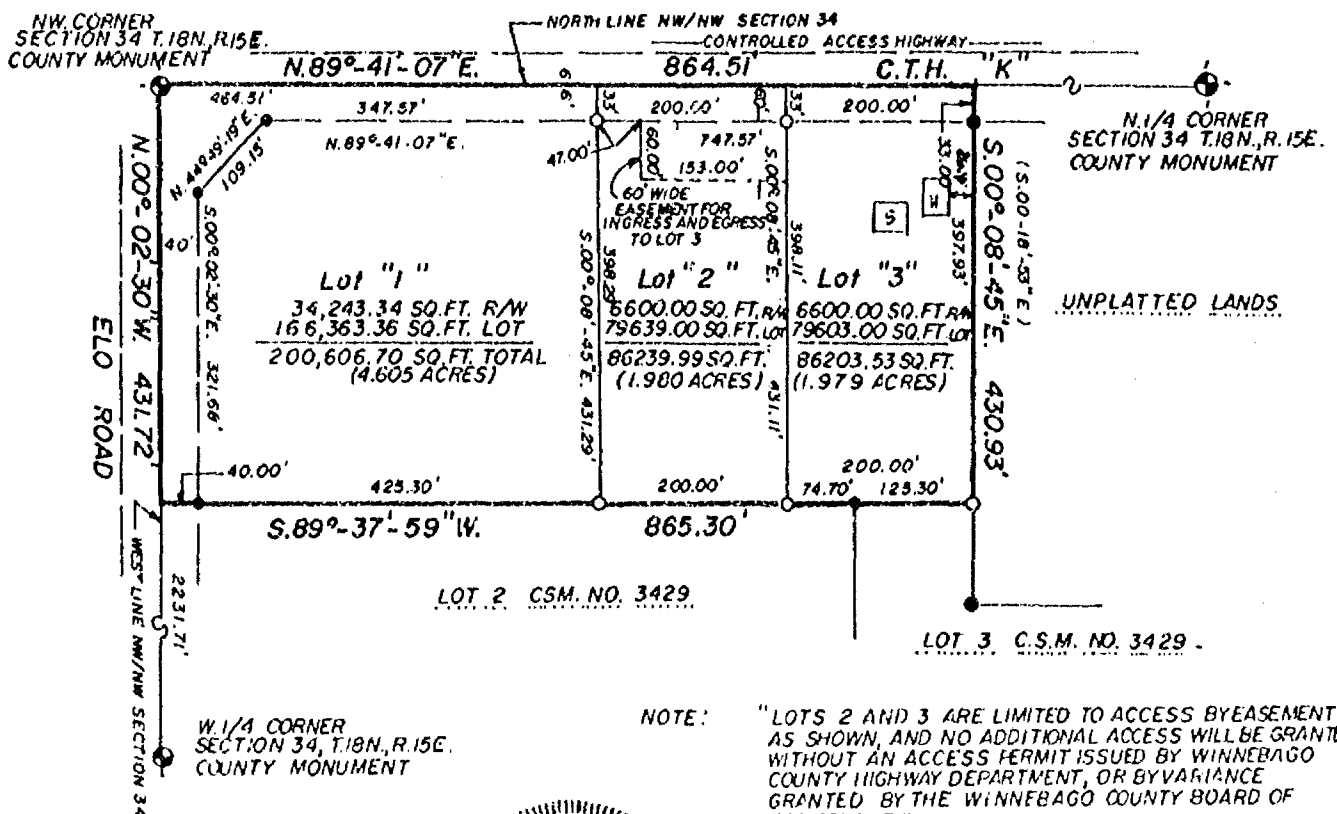 NW. CORNER
SECTION 34 T.18N.,R.15E.
COUNTY MONUMENT
NORTH LINE NW/NW SECTION 34
CONTROLLED ACCESS HIGHWAY
N.89°-41'-07"E.
864.51'
C.T.H. "K"
N.1/4 CORNER
SECTION 34 T.18N.,R.15E.
COUNTY MONUMENT
464.51'
347.57'
N.89°-41'-07"E.
66'
33'
200.00'
60'
33'
200.00'
747.57'
47.00'
60.00'
153.00'
33.00'
N.44°49'-19"E.
109.15'
60' WIDE
EASEMENT FOR
INGRESS AND EGRESS
TO LOT 3
S
W
40'
N.00°-02'-30"W. 431.72'
ELO ROAD
S.00°02'-30"E. 321.66'
Lot "1"
34,243.34 SQ.FT. R/W
166,363.36 SQ.FT. LOT
200,606.70 SQ.FT. TOTAL
(4.605 ACRES)
398.29'
S.00°-08'-45"E. 431.29'
Lot "2"
6600.00 SQ.FT. R/W
79639.00 SQ.FT. LOT
86239.99 SQ.FT.
(1.980 ACRES)
S.00°-08'-45"E.
398.11'
431.11'
Lot "3"
6600.00 SQ.FT. R/W
79603.00 SQ.FT. LOT
86203.53 SQ.FT.
(1.979 ACRES)
397.93'
S.00°-08'-45"E. 430.93'
(S.00-18'-53"E)
UNPLATTED LANDS
40.00'
425.30'
200.00'
200.00'
74.70'
125.30'
S.89°-37'-59"W.
865.30'
LOT 2 CSM. NO. 3429
LOT 3 C.S.M. NO. 3429
2231.71'
WEST LINE NW/NW SECTION 34
W.1/4 CORNER
SECTION 34, T.18N., R.15E.
COUNTY MONUMENT
NOTE: "LOTS 2 AND 3 ARE LIMITED TO ACCESS BY EASEMENT
AS SHOWN, AND NO ADDITIONAL ACCESS WILL BE GRANTE
WITHOUT AN ACCESS PERMIT ISSUED BY WINNEBAGO
COUNTY HIGHWAY DEPARTMENT, OR BY VARIANCE
GRANTED BY THE WINNEBAGO COUNTY BOARD OF